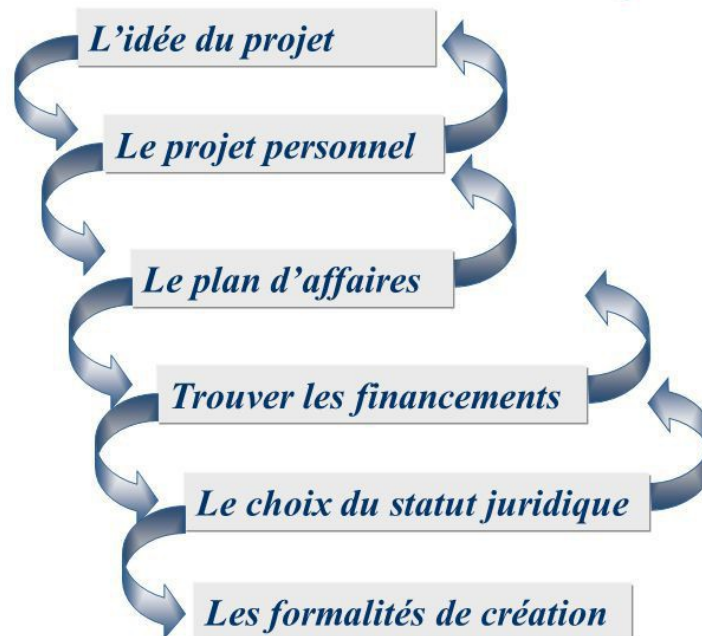 L'idée du projet
Le projet personnel
Le plan d'affaires
Trouver les financements
Le choix du statut juridique
Les formalités de création